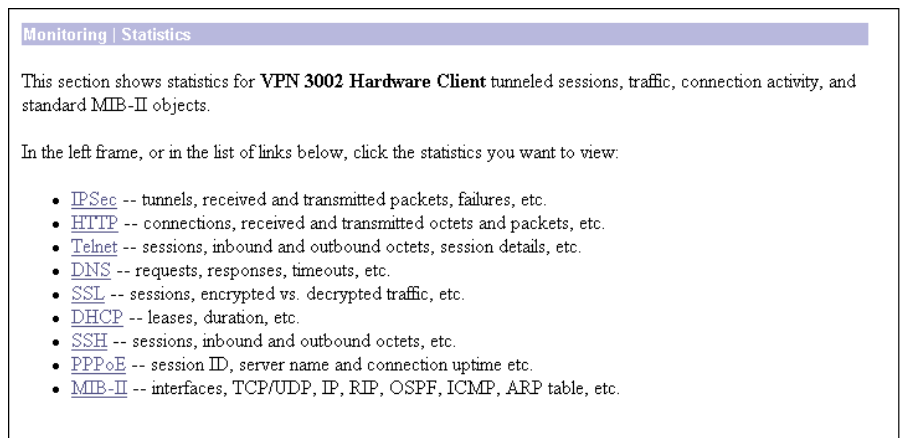 Monitoring | Statistics
This section shows statistics for VPN 3002 Hardware Client tunneled sessions, traffic, connection activity, and
standard MIB-II objects.
In the left frame, or in the list of links below, click the statistics you want to view:
• IPSec -- tunnels, received and transmitted packets, failures, etc.
• HTTP -- connections, received and transmitted octets and packets, etc.
• Telnet -- sessions, inbound and outbound octets, session details, etc.
• DNS -- requests, responses, timeouts, etc.
• SSL -- sessions, encrypted vs. decrypted traffic, etc.
• DHCP -- leases, duration, etc.
• SSH -- sessions, inbound and outbound octets, etc.
• PPPoE -- session ID, server name and connection uptime etc.
• MIB-II -- interfaces, TCP/UDP, IP, RIP, OSPF, ICMP, ARP table, etc.